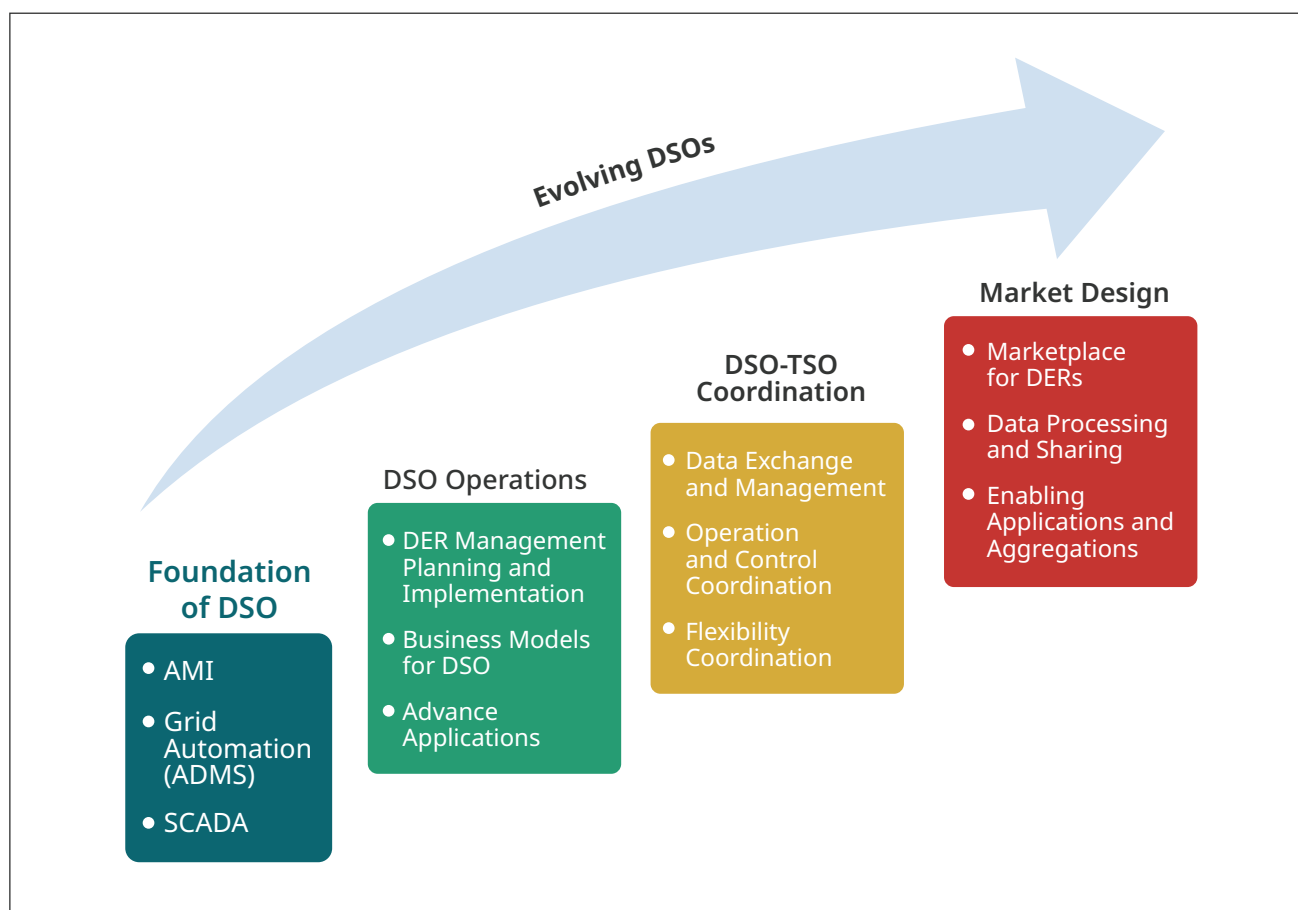 Evolving DSOs
Foundation
of DSO
• AMI
• Grid
Automation
(ADMS)
• SCADA
DSO Operations
• DER Management
Planning and
Implementation
• Business Models
for DSO
• Advance
Applications
DSO-TSO
Coordination
• Data Exchange
and Management
• Operation
and Control
Coordination
• Flexibility
Coordination
Market Design
• Marketplace
for DERs
• Data Processing
and Sharing
• Enabling
Applications and
Aggregations